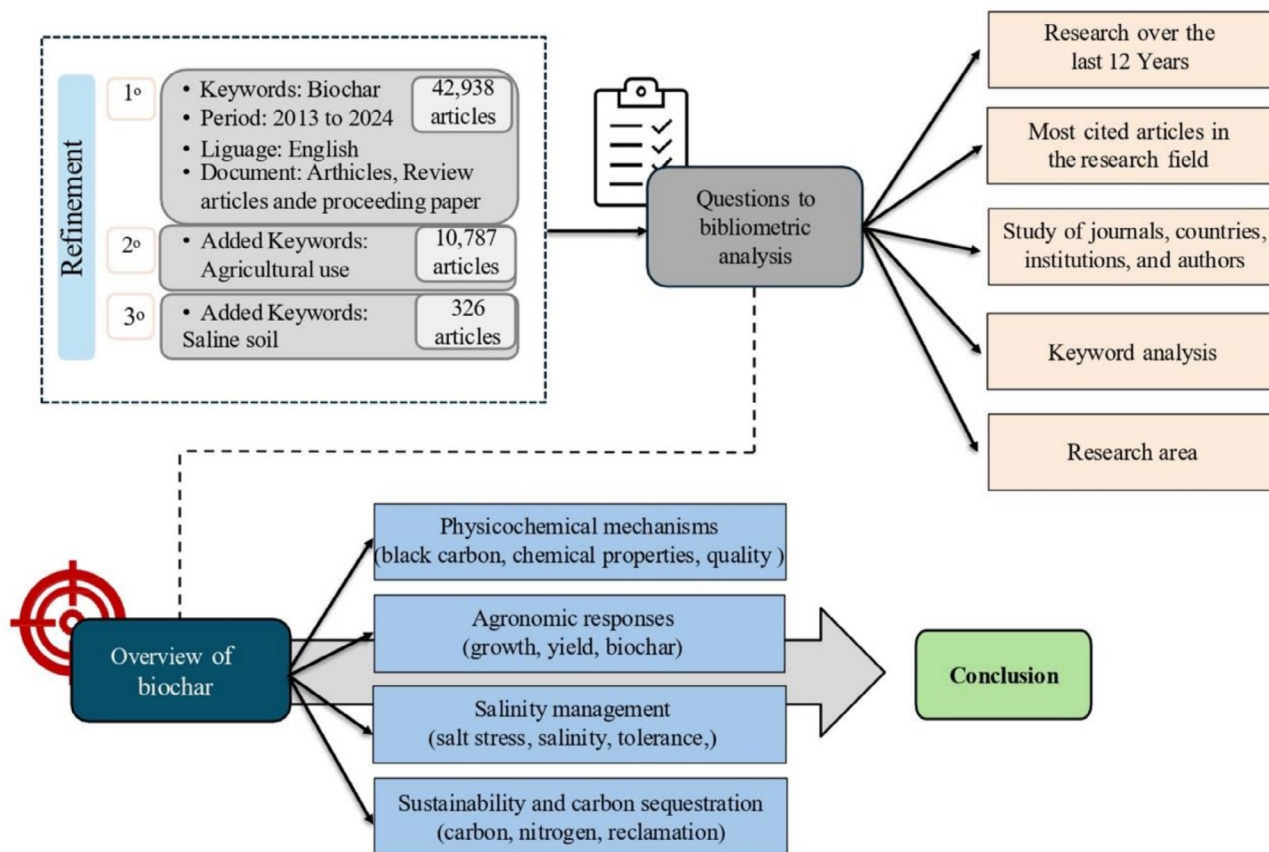 Refinement
1º
• Keywords: Biochar
• Period: 2013 to 2024
• Liguage: English
• Document: Arthicles, Review
articles ande proceeding paper
42,938
articles
2º
• Added Keywords:
Agricultural use
10,787
articles
3º
• Added Keywords:
Saline soil
326
articles
Questions to
bibliometric
analysis
Research over the
last 12 Years
Most cited articles in
the research field
Study of journals, countries,
institutions, and authors
Keyword analysis
Research area
Overview of
biochar
Physicochemical mechanisms
(black carbon, chemical properties, quality )
Agronomic responses
(growth, yield, biochar)
Salinity management
(salt stress, salinity, tolerance,)
Sustainability and carbon sequestration
(carbon, nitrogen, reclamation)
Conclusion